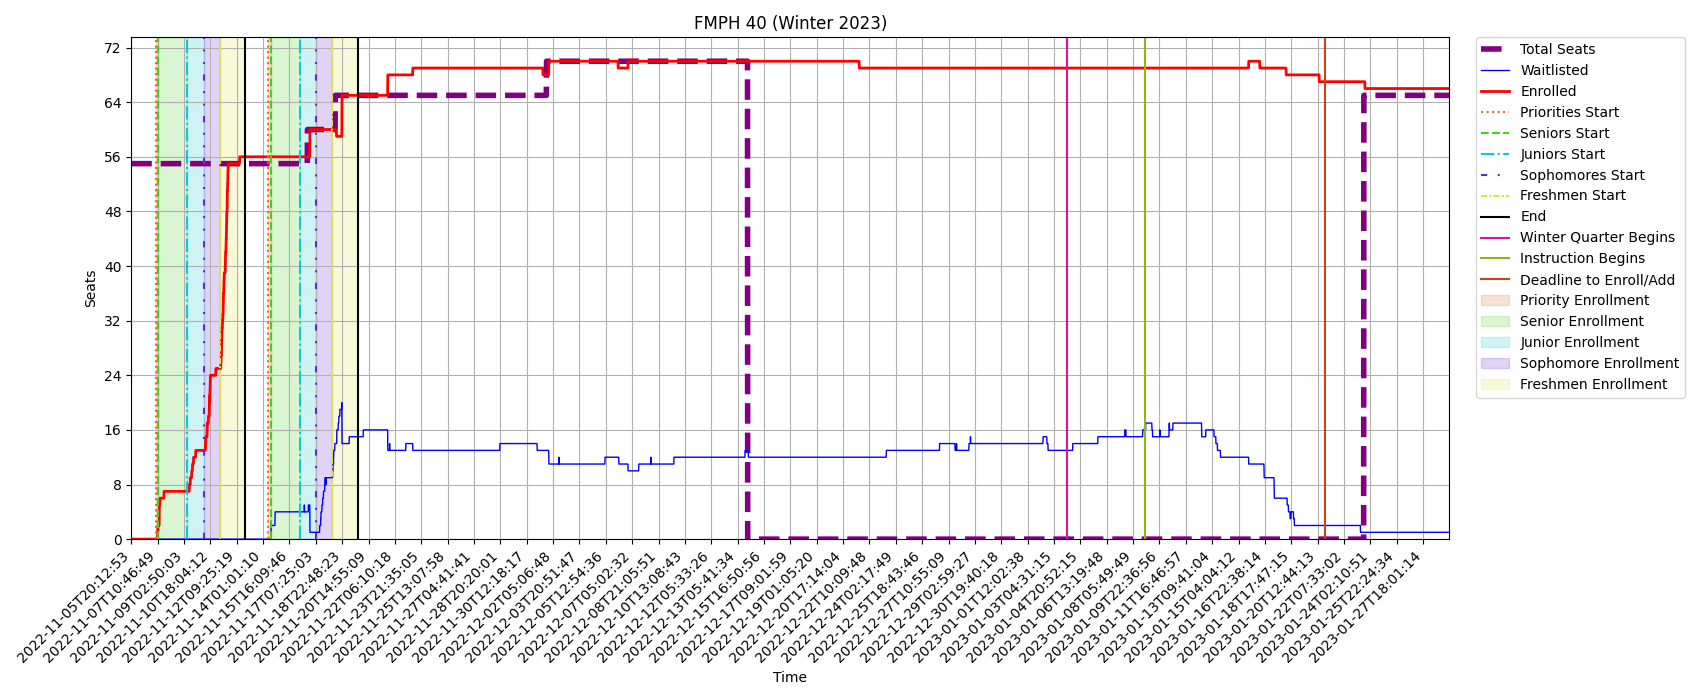 FMPH 40 (Winter 2023)
Seats
72
64
56
48
40
32
24
16
8
0
2022-11-05T20:12:53
2022-11-07T10:46:49
2022-11-09T02:50:03
2022-11-10T18:04:12
2022-11-12T09:25:19
2022-11-14T01:01:10
2022-11-15T16:09:46
2022-11-17T07:25:03
2022-11-18T22:48:23
2022-11-20T14:55:09
2022-11-22T06:10:18
2022-11-23T21:35:05
2022-11-25T13:07:58
2022-11-27T04:41:41
2022-11-28T20:20:01
2022-11-30T12:18:17
2022-12-02T05:06:48
2022-12-03T20:51:47
2022-12-05T12:54:36
2022-12-07T05:02:32
2022-12-08T21:05:51
2022-12-10T13:08:43
2022-12-12T05:33:26
2022-12-13T05:41:34
2022-12-15T16:50:56
2022-12-17T09:01:59
2022-12-19T01:05:20
2022-12-20T17:14:04
2022-12-22T10:09:48
2022-12-24T02:17:49
2022-12-25T18:43:46
2022-12-27T10:55:09
2022-12-29T02:59:27
2022-12-30T19:40:18
2023-01-01T12:02:38
2023-01-03T04:31:15
2023-01-04T20:52:15
2023-01-06T13:19:48
2023-01-08T05:49:49
2023-01-09T22:36:56
2023-01-11T16:46:57
2023-01-13T09:41:04
2023-01-15T04:04:12
2023-01-16T22:38:14
2023-01-18T17:47:15
2023-01-20T12:44:13
2023-01-22T07:33:02
2023-01-24T02:10:51
2023-01-25T22:24:34
2023-01-27T18:01:14
Time
Total Seats
Waitlisted
Enrolled
Priorities Start
Seniors Start
Juniors Start
Sophomores Start
Freshmen Start
End
Winter Quarter Begins
Instruction Begins
Deadline to Enroll/Add
Priority Enrollment
Senior Enrollment
Junior Enrollment
Sophomore Enrollment
Freshmen Enrollment